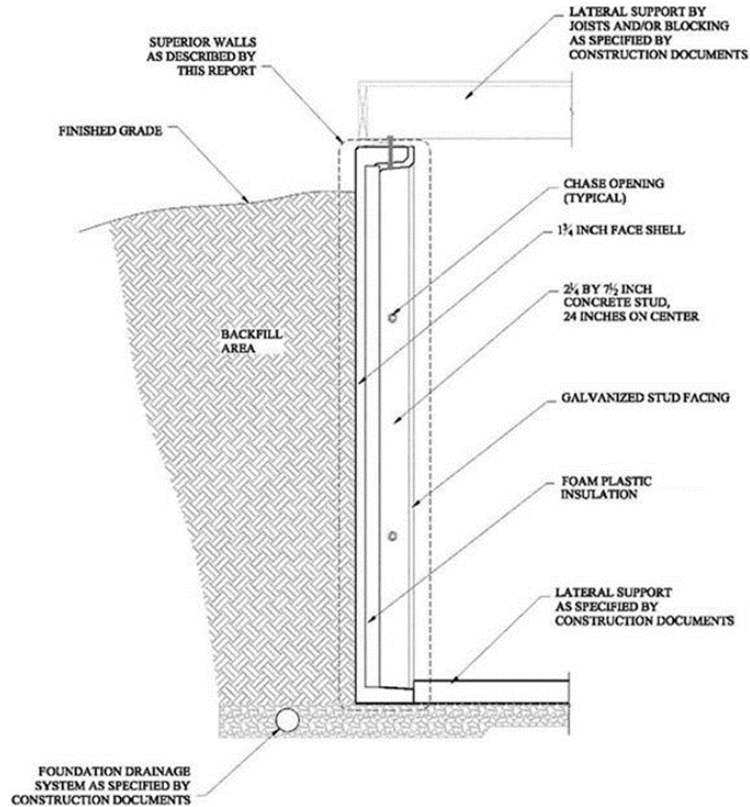 LATERAL SUPPORT BY
JOISTS AND/OR BLOCKING
AS SPECIFIED BY
CONSTRUCTION DOCUMENTS
SUPERIOR WALLS
AS DESCRIBED BY
THIS REPORT
FINISHED GRADE
CHASE OPENING
(TYPICAL)
1¾ INCH FACE SHELL
2¼ BY 7½ INCH
CONCRETE STUD,
24 INCHES ON CENTER
BACKFILL
AREA
GALVANIZED STUD FACING
FOAM PLASTIC
INSULATION
LATERAL SUPPORT
AS SPECIFIED BY
CONSTRUCTION DOCUMENTS
FOUNDATION DRAINAGE
SYSTEM AS SPECIFIED BY
CONSTRUCTION DOCUMENTS